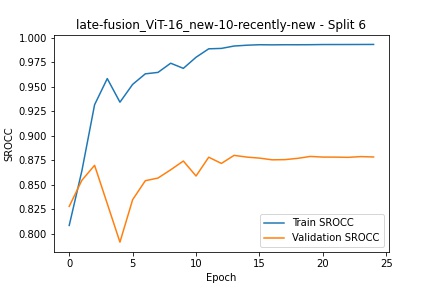 late-fusion_ViT-16_new-10-recently-new - Split 6
1.000
0.975
0.950
0.925
0.900
0.875
0.850
0.825
0.800
SROCC
Train SROCC
Validation SROCC
0 5 10 15 20 25
Epoch